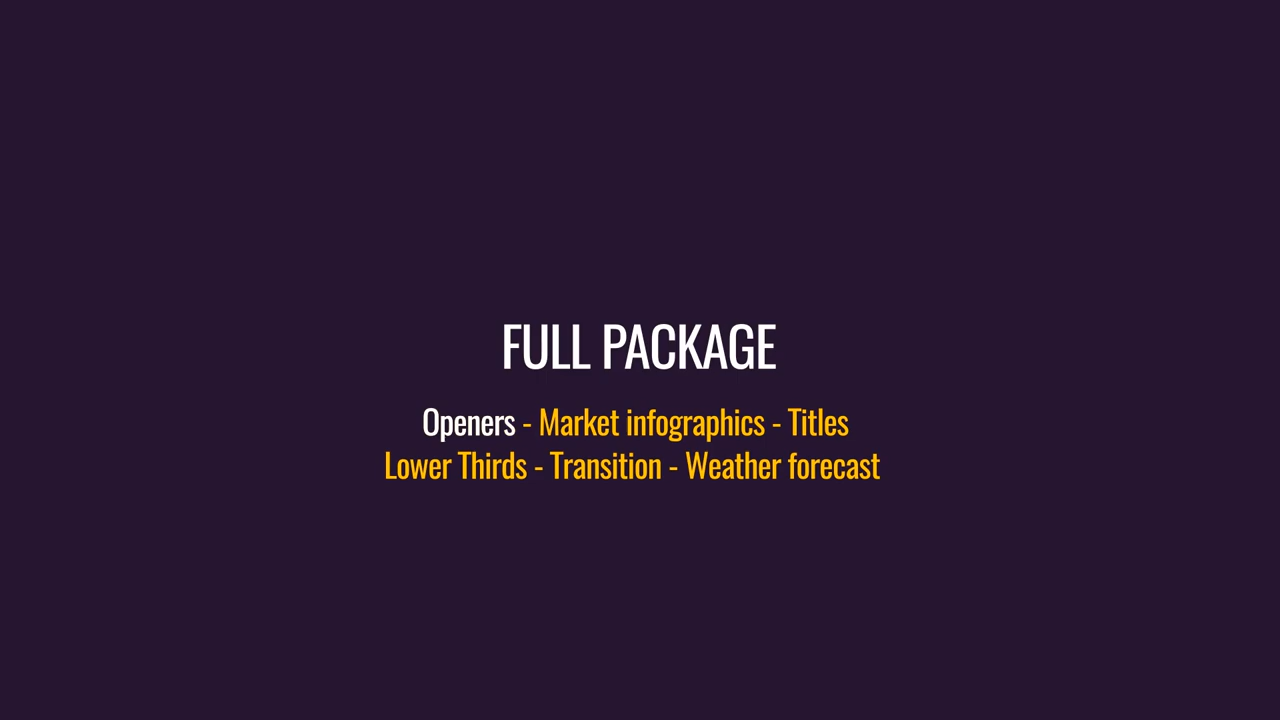 FULL PACKAGE
Openers - Market infographics - Titles
Lower Thirds - Transition - Weather forecast